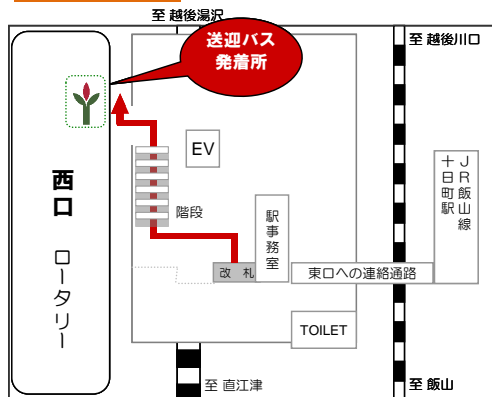 至 越後湯沢
送迎バス
発着所
至 越後川口
EV
西口 ロータリー
階段
駅事務室
JR飯山線
十日町駅
改 札
東口への連絡通路
TOILET
至 直江津
至 飯山